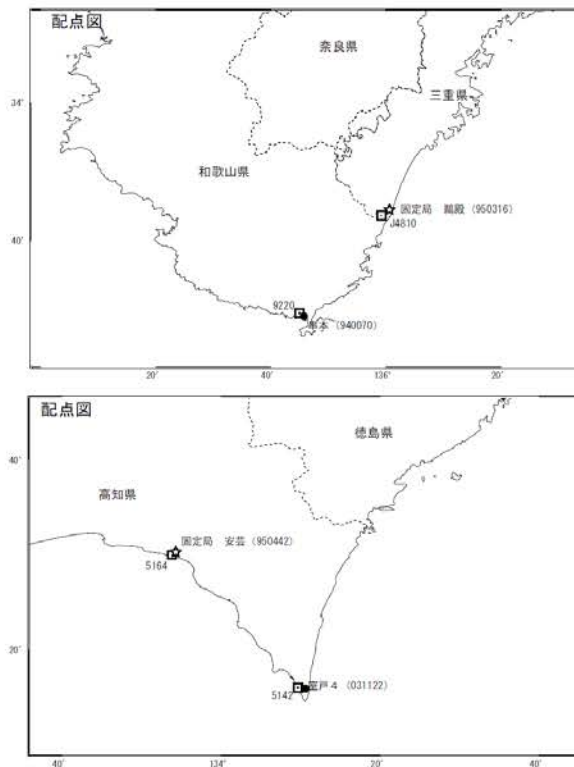 配点図
奈良県
34°
三重県
和歌山県
固定局 鵜殿 (950316)
J4810
40′
9220
串本 (940070)
20′
40′
136°
20′
配点図
徳島県
40′
高知県
固定局 安芸 (950442)
5164
20′
室戸4 (031122)
5142
40′
134°
20′
40′